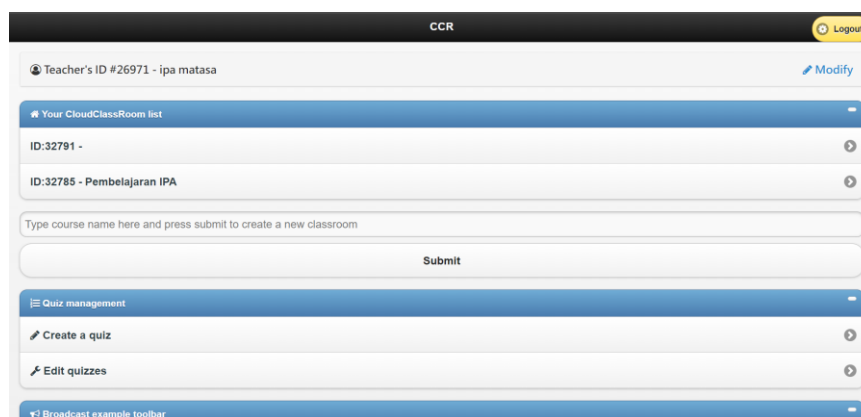 CCR
Logout
Teacher's ID #26971 - ipa matasa
Modify
Your CloudClassRoom list
ID:32791 -
ID:32785 - Pembelajaran IPA
Type course name here and press submit to create a new classroom
Submit
Quiz management
Create a quiz
Edit quizzes
Broadcast example toolbar